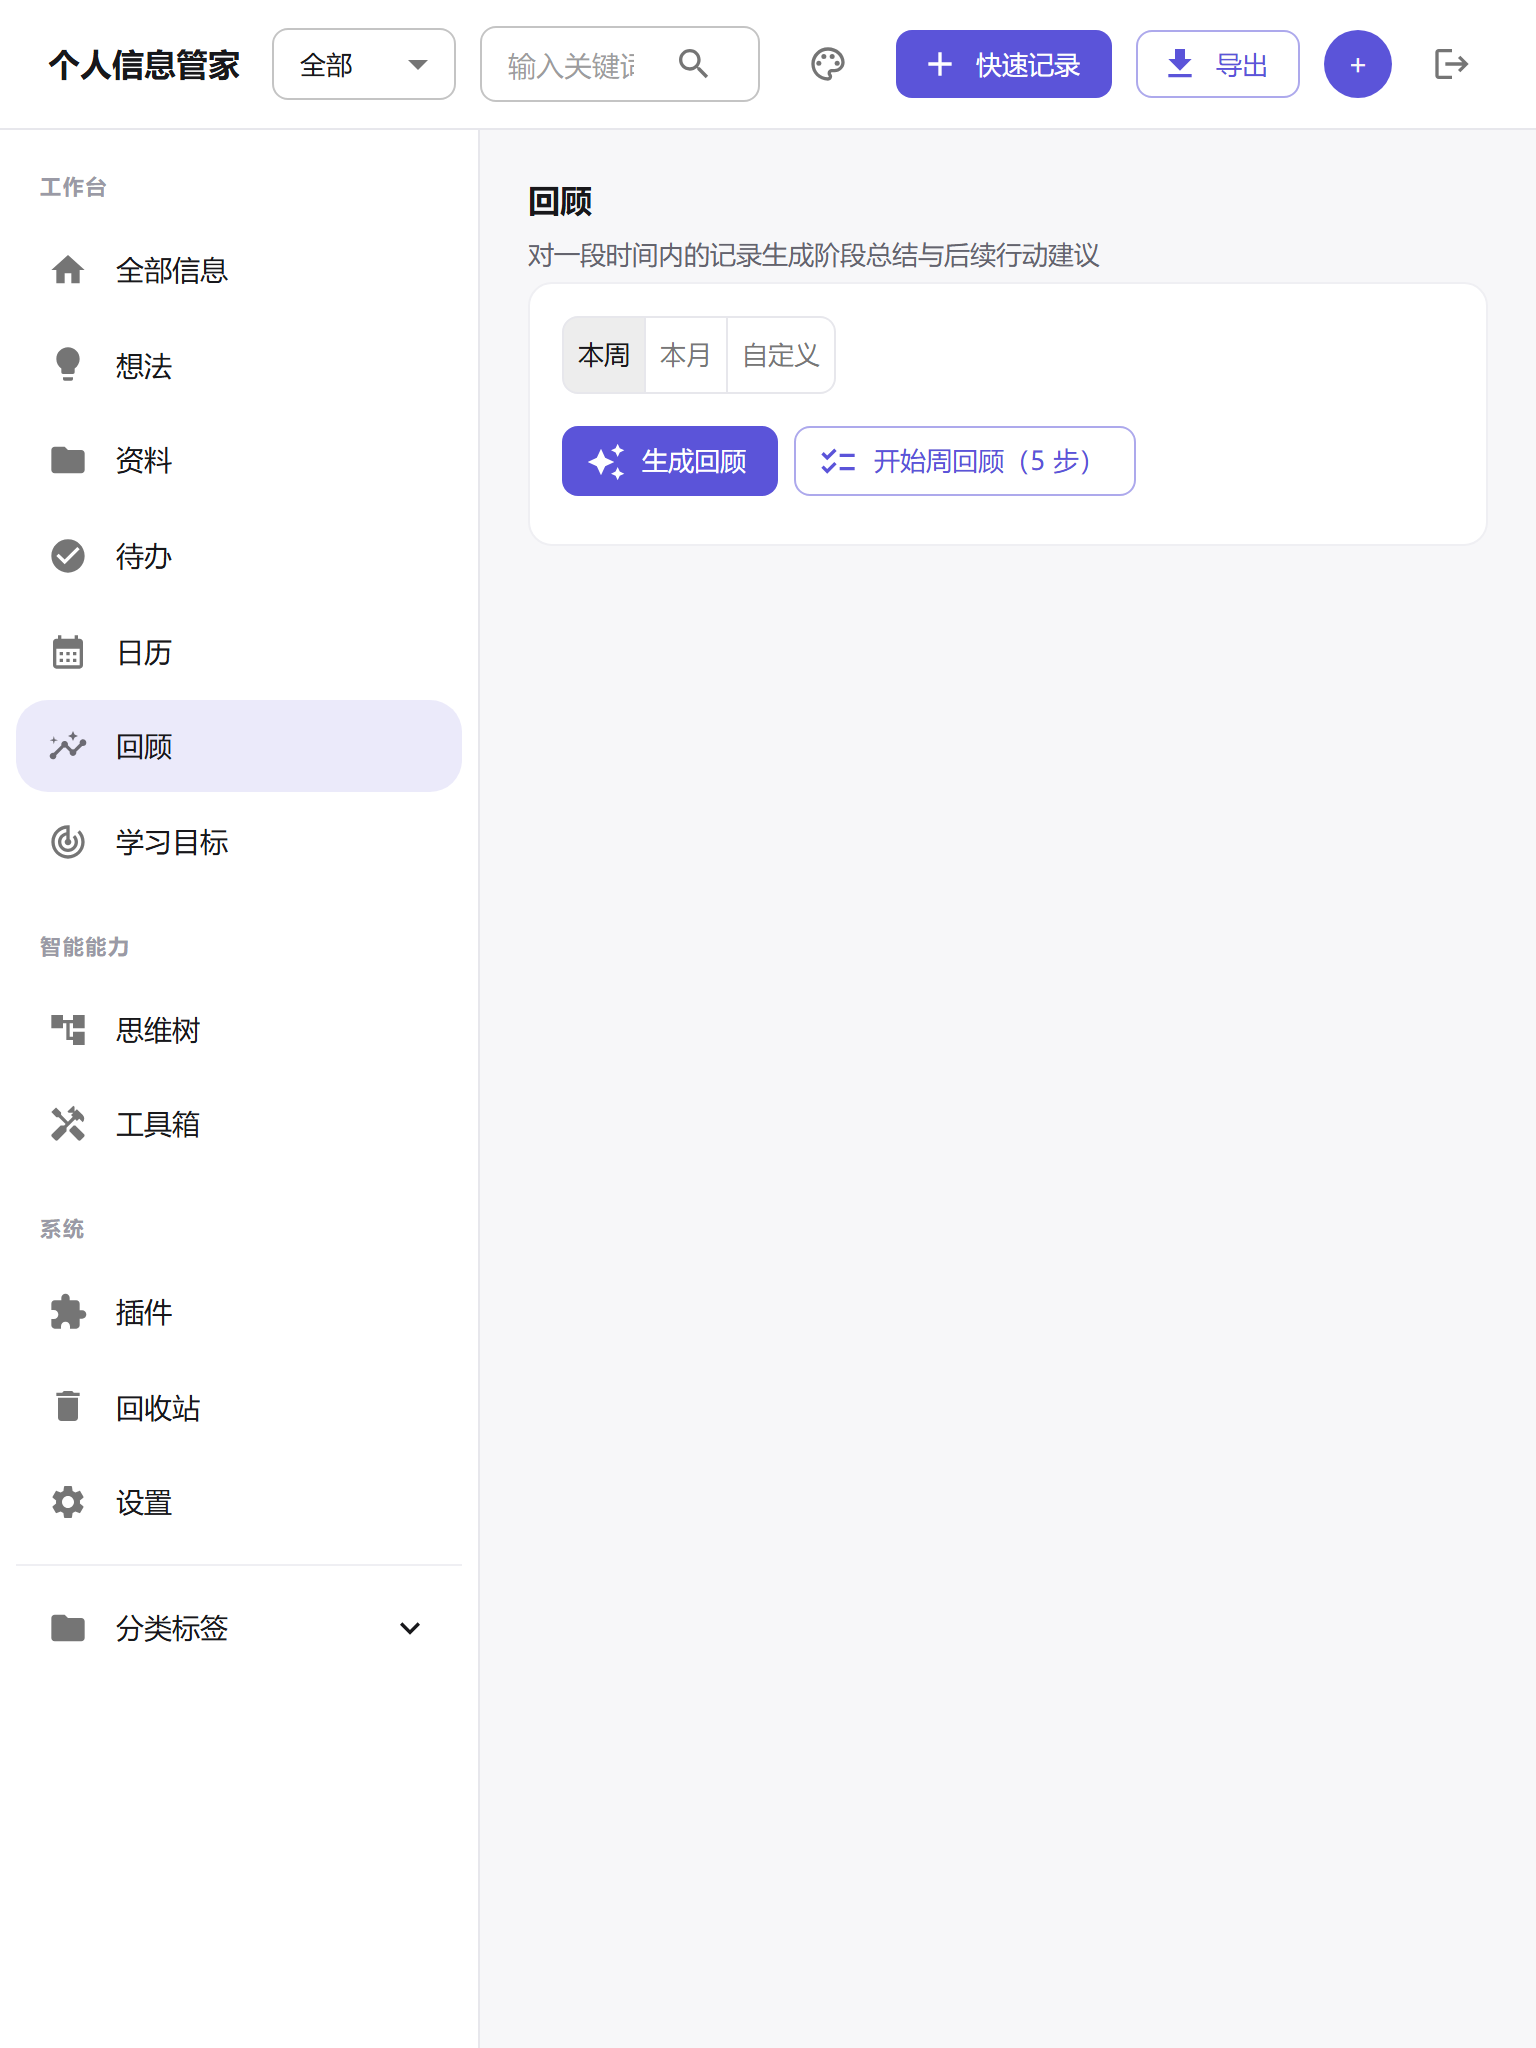 个人信息管家
全部
输入关键
快速记录
导出
+
工作台
全部信息
想法
资料
待办
日历
回顾
学习目标
智能能力
思维树
工具箱
系统
插件
回收站
设置
分类标签
回顾
对一段时间内的记录生成阶段总结与后续行动建议
本周
本月
自定义
生成回顾
开始周回顾（5 步）